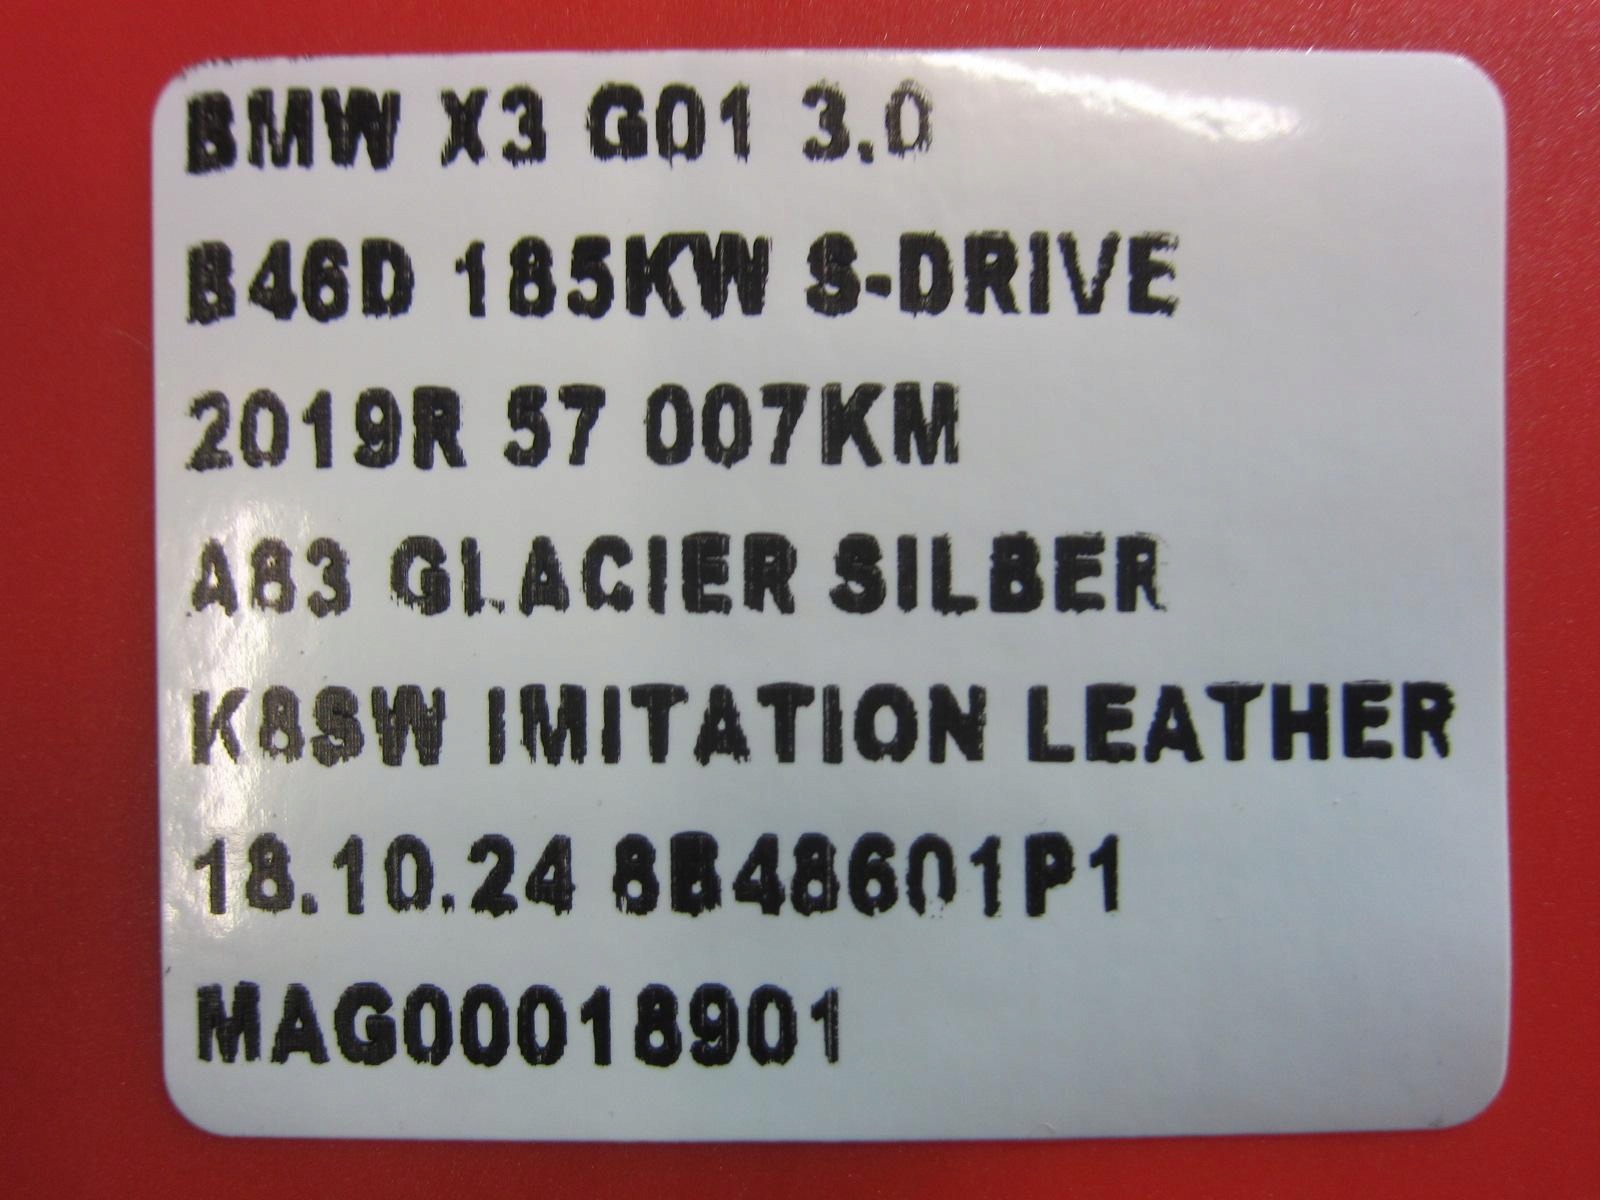 BMW X3 G01 3.0
B46D 185KW S-DRIVE
2019R 57 007KM
A83 GLACIER SILBER
K8SW IMITATION LEATHER
18.10.24 8B48601P1
MAG00018901